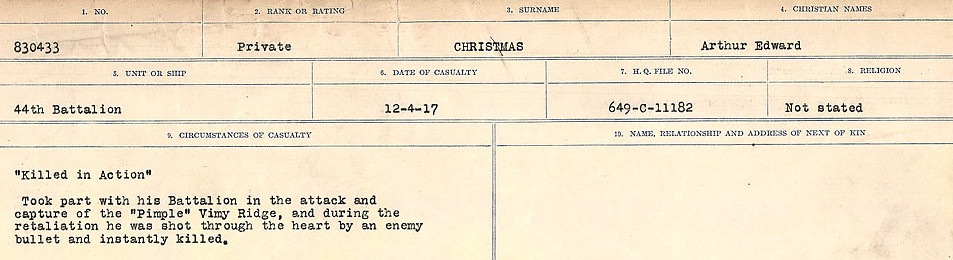 1. NO. 2. RANK OR RATING 3. SURNAME 4. CHRISTIAN NAMES
830433 Private CHRISTMAS Arthur Edward
5. UNIT OR SHIP 6. DATE OF CASUALTY 7. H. Q. FILE NO. 8. RELIGION
44th Battalion 12-4-17 649-C-11182 Not stated
9. CIRCUMSTANCES OF CASUALTY 10. NAME, RELATIONSHIP AND ADDRESS OF NEXT OF KIN
"Killed in Action"
Took part with his Battalion in the attack and
capture of the "Pimple" Vimy Ridge, and during the
retaliation he was shot through the heart by an enemy
bullet and instantly killed.